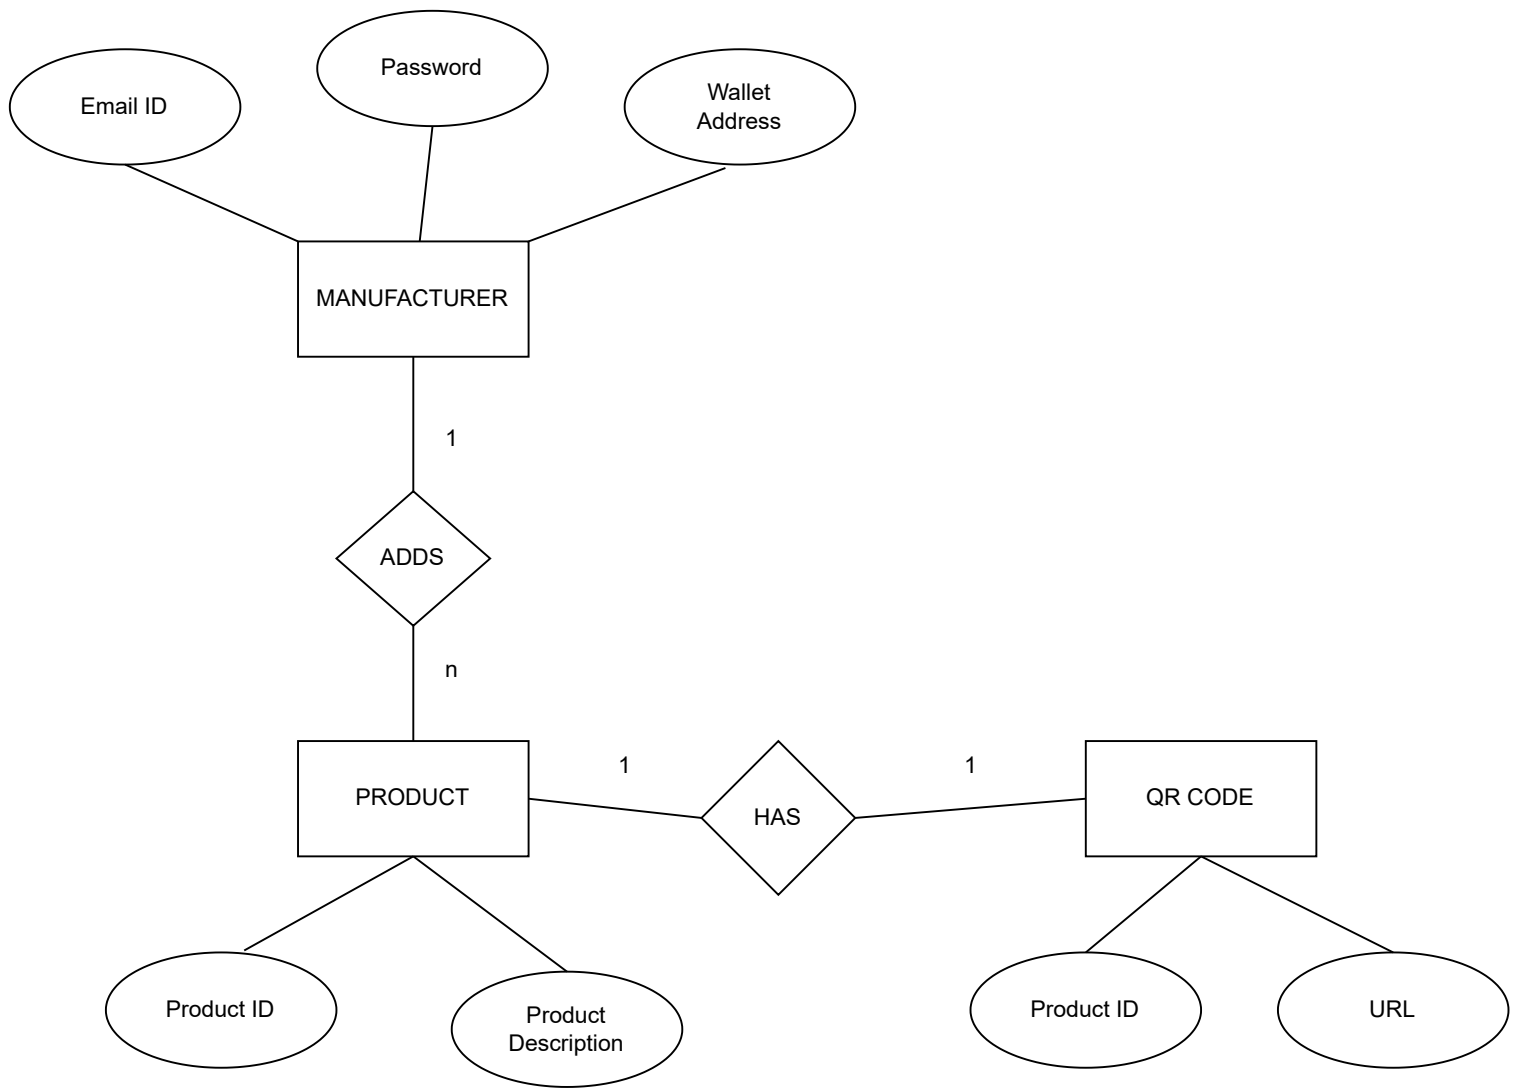 Password
Email ID
Wallet
Address
MANUFACTURER
1
ADDS
n
PRODUCT
1
HAS
1
QR CODE
Product ID
Product
Description
Product ID
URL